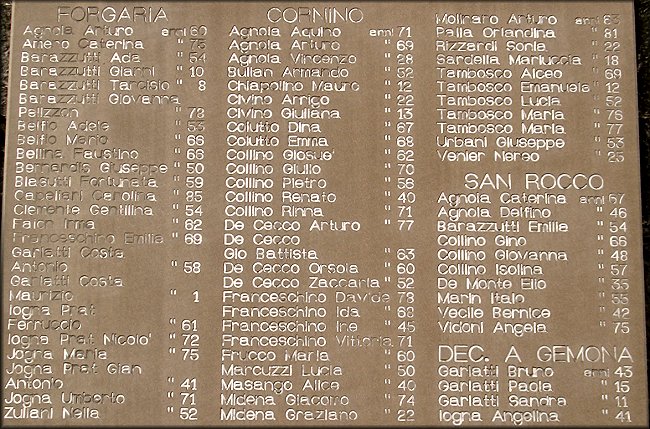 FORGARIA
Agnola Arturo anni 60
Aniero Caterina " 75
Barazzutti Ada " 54
Barazzutti Gianni " 10
Barazzutti Tarcisio " 8
Barazzutti Giovanna
Pelizzon " 78
Belfio Adele " 53
Belfio Mario " 66
Bellina Faustino " 66
Bernardis Giuseppe " 50
Biasutti Fortunata " 59
Capellari Carolina " 85
Clemente Gentilina " 54
Faion Irma " 62
Franceschino Emilia " 69
Garlatti Costa
Antonio " 58
Garlatti Costa
Maurizio " 1
Iogna Prat
Ferruccio " 61
Iogna Prat Nicolo' " 72
Jogna Maria " 75
Jogna Prat Gian
Antonio " 41
Jogna Umberto " 71
Zuliani Nella " 52
CORNINO
Agnola Aquino anni 71
Agnola Arturo " 69
Agnola Vincenzo " 28
Bulian Armando " 52
Chiapolino Mauro " 12
Civino Arrigo " 22
Civino Giuliana " 13
Colutto Dina " 67
Colutto Emma " 68
Collino Giosue' " 62
Collino Giulio " 70
Collino Pietro " 58
Collino Renato " 40
Collino Rinna " 71
De Cecco Arturo " 77
De Cecco
Gio Battista " 63
De Cecco Orsola " 60
De Cecco Zaccaria " 52
Franceschino Davide 78
Franceschino Ida " 68
Franceschino Ine " 45
Franceschino Vittoria 71
Frucco Maria " 60
Marcuzzi Lucia " 50
Masango Alice " 40
Midena Giacomo " 74
Midena Graziano " 22
Molinaro Arturo anni 63
Palla Orlandina " 81
Rizzardi Sonia " 22
Sardella Mariuccia " 18
Tambosco Alceo " 69
Tambosco Emanuela " 12
Tambosco Lucia " 52
Tambosco Maria " 76
Tambosco Maria " 77
Urbani Giuseppe " 53
Venier Nereo " 23
SAN ROCCO
Agnola Caterina anni 67
Agnola Delfino " 46
Barazzutti Emilia " 54
Collino Gino " 66
Collino Giovanna " 48
Collino Isolina " 57
De Monte Elio " 35
Marin Italo " 55
Vecile Bernice " 42
Vidoni Angela " 75
DEC. A GEMONA
Garlatti Bruno anni 43
Garlatti Paola " 15
Garlatti Sandra " 11
Iogna Angelina " 41